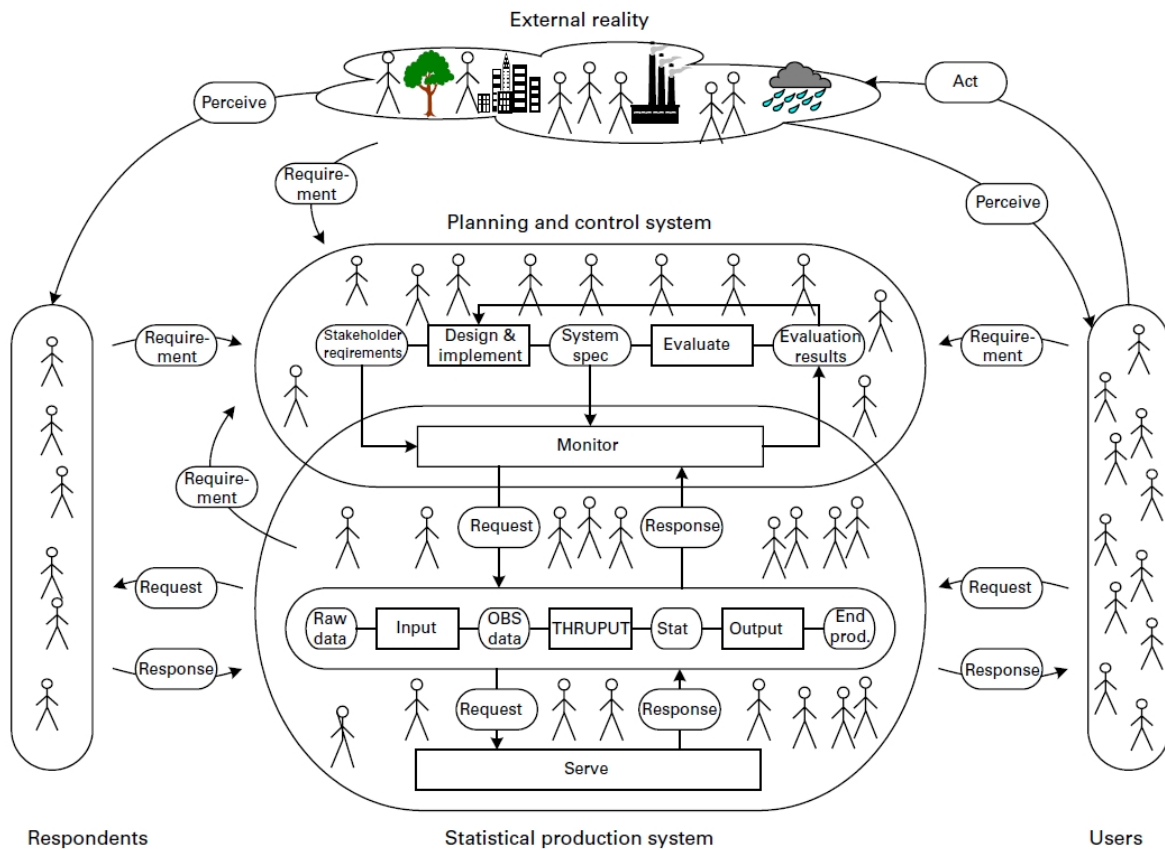 External reality
Perceive
Act
Require-
ment
Perceive
Planning and control system
Require-
ment
Stakeholder
reqirements
Design &
implement
System
spec
Evaluate
Evaluation
results
Require-
ment
Monitor
Require-
ment
Request
Response
Request
Request
Raw
data
Input
OBS
data
THRUPUT
Stat
Output
End
prod.
Response
Response
Request
Response
Serve
Respondents
Statistical production system
Users